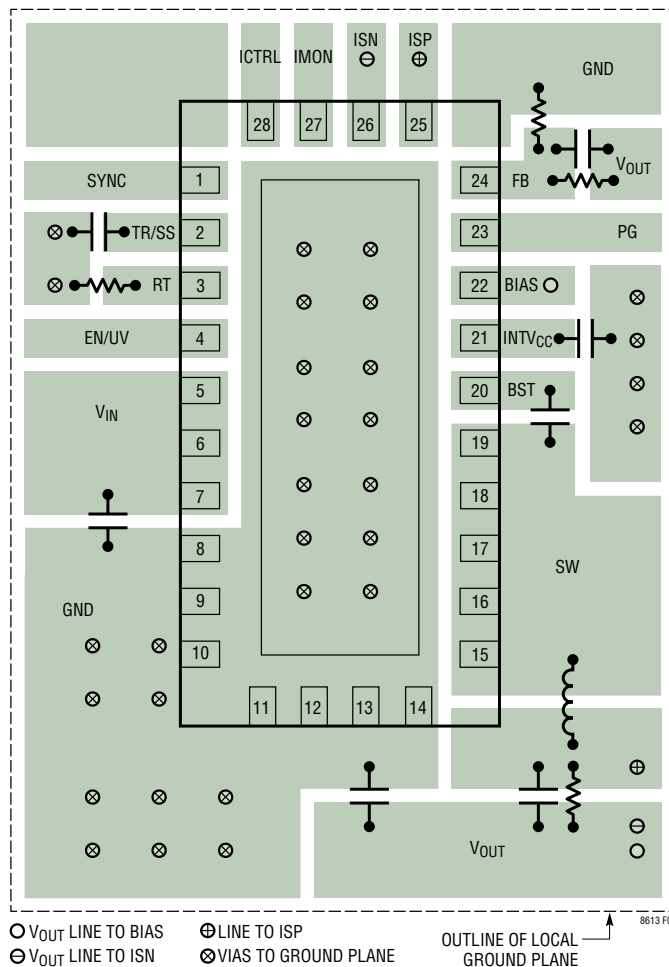 ISN ISP
ICTRL IMON
GND
28 27 26 25
VOUT
SYNC 1 24 FB
TR/SS 2 23 PG
RT 3 22 BIAS
EN/UV 4 21 INTVCC
5 20 BST
VIN
6 19
7 18
8 17
SW
9 16
GND
10 15
11 12 13 14
VOUT
8613 F0
VOUT LINE TO BIAS LINE TO ISP
VOUT LINE TO ISN VIAS TO GROUND PLANE
OUTLINE OF LOCAL
GROUND PLANE